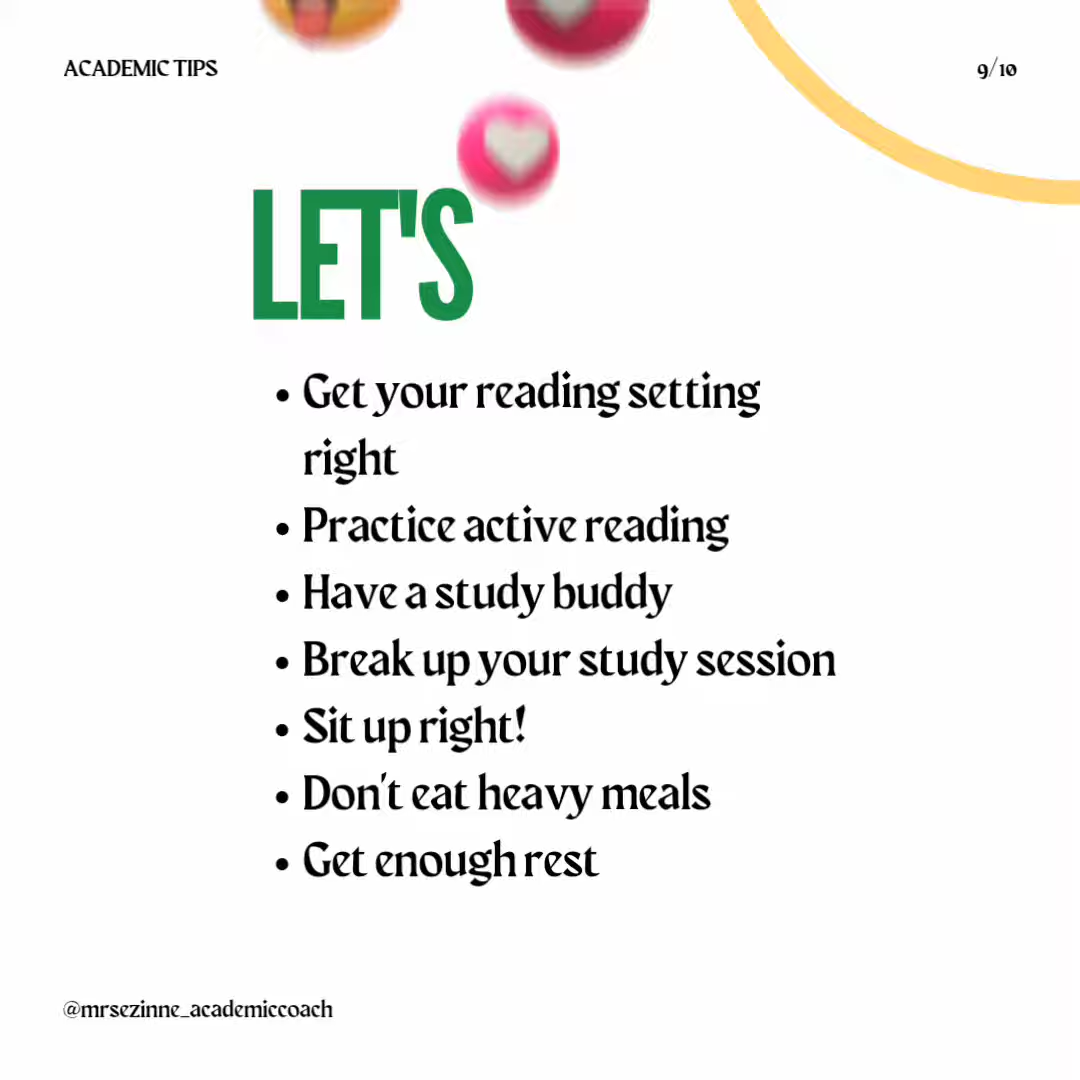 ACADEMIC TIPS
9/10
LET'S
• Get your reading setting
right
• Practice active reading
• Have a study buddy
• Break up your study session
• Sit up right!
• Don't eat heavy meals
• Get enough rest
@mrsezinne_academiccoach